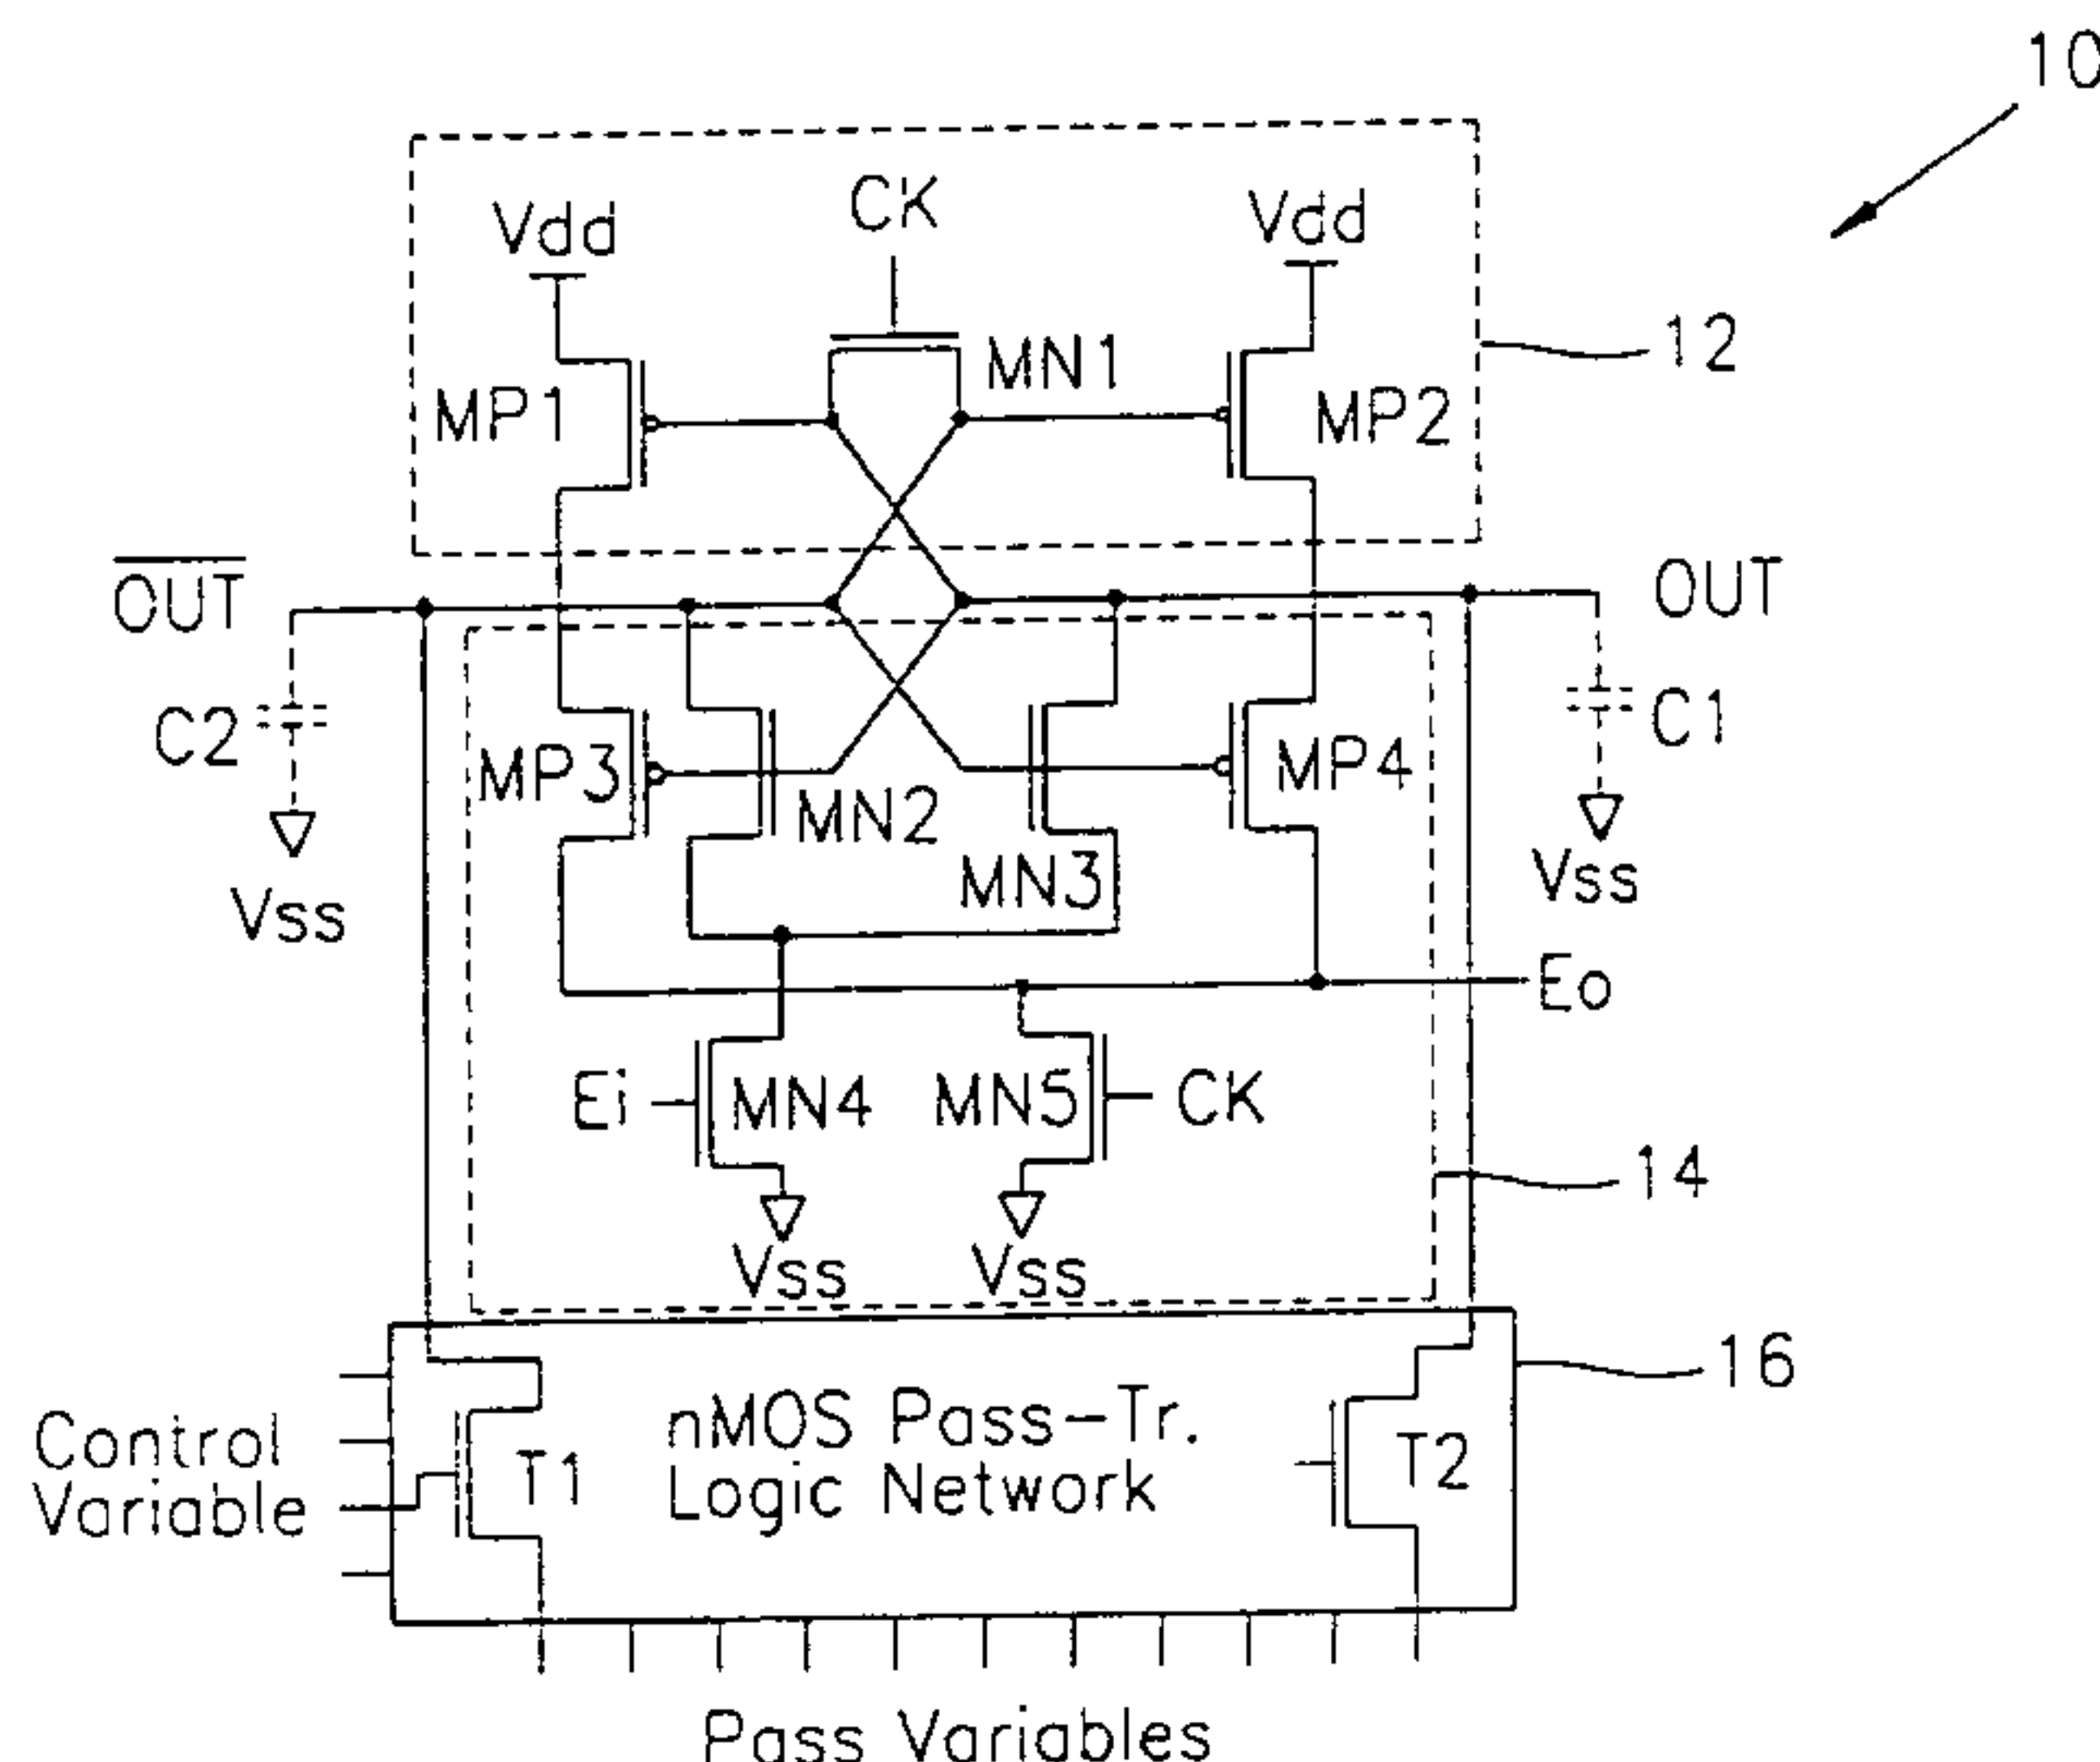 10
CK
Vdd
Vdd
MN1
MP1
MP2
12
OUT
OUT
C2
C1
MP3
MP4
MN2
MN3
Vss
Vss
Eo
Ei
MN4
MN5
CK
14
Vss
Vss
16
Control
Variable
T1
nMOS Pass-Tr.
Logic Network
T2
Pass Variables